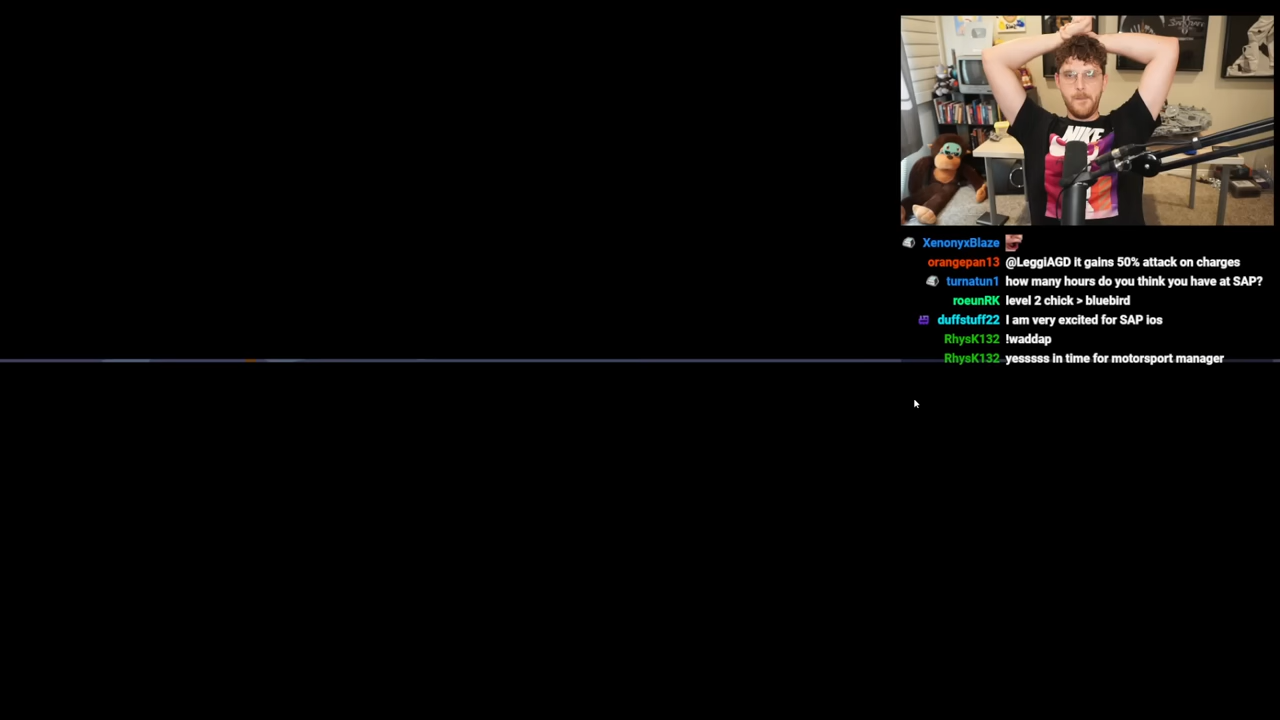 NIKE
XenonyxBlaze
orangepan13 @LeggiAGD it gains 50% attack on charges
turnatun1 how many hours do you think you have at SAP?
roeunRK level 2 chick > bluebird
duffstuff22 I am very excited for SAP ios
RhysK132 !waddap
RhysK132 yesssss in time for motorsport manager